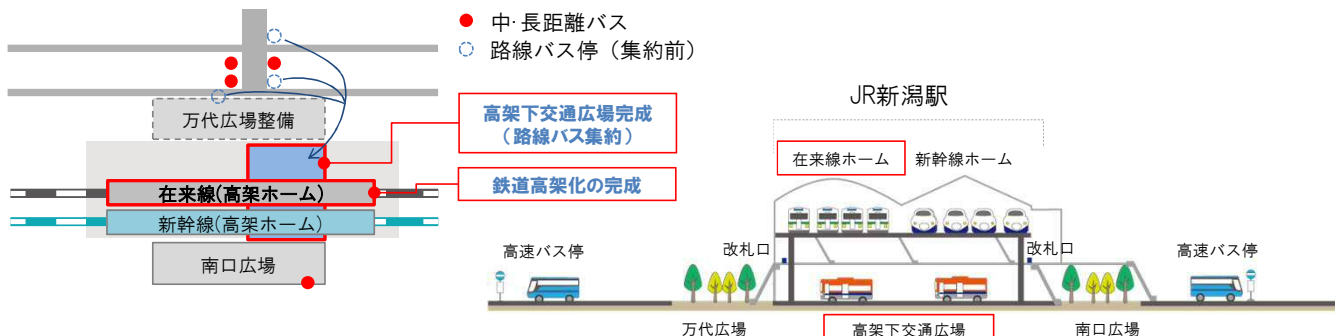 中・長距離バス
路線バス停（集約前）
万代広場整備
高架下交通広場完成
（路線バス集約）
在来線(高架ホーム)
鉄道高架化の完成
新幹線(高架ホーム)
南口広場
JR新潟駅
在来線ホーム
新幹線ホーム
高速バス停
改札口
改札口
高速バス停
万代広場
高架下交通広場
南口広場